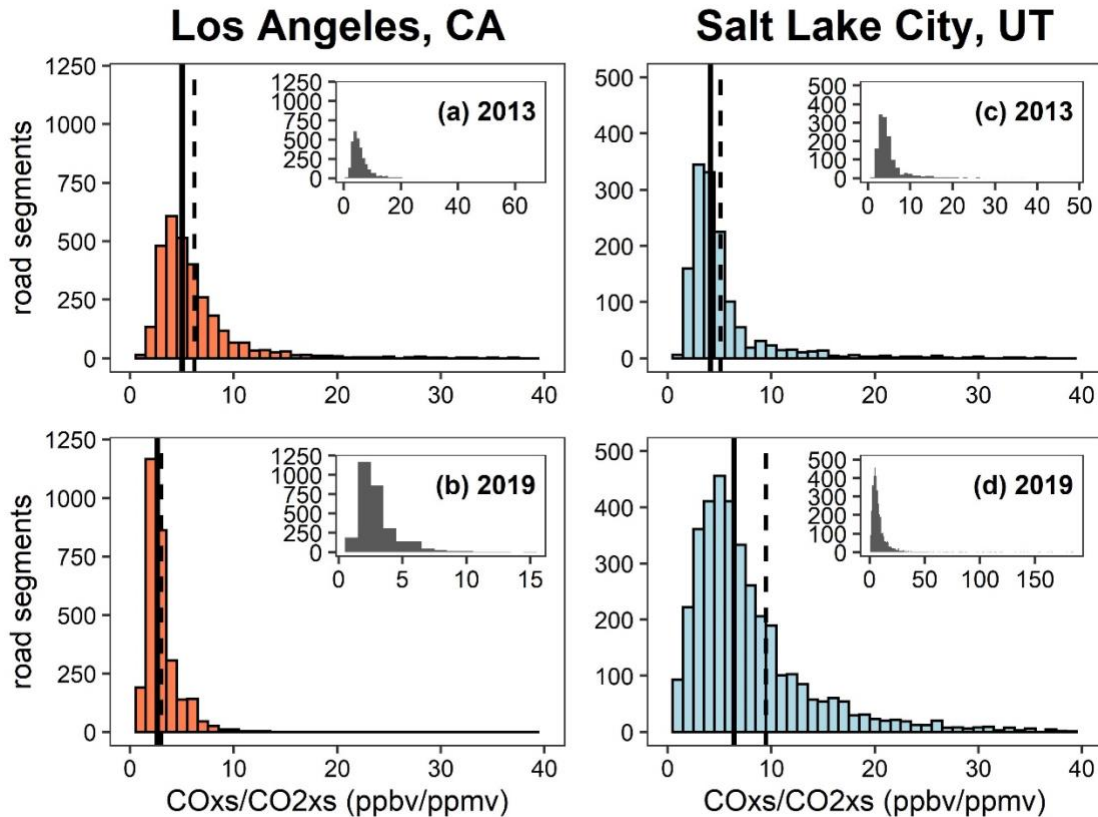 Los Angeles, CA
Salt Lake City, UT
1250
1000
750
500
250
0
road segments
0 10 20 30 40
1250
1000
750
500
250
0
(a) 2013
0 20 40 60
500
400
300
200
100
0
0 10 20 30 40
500
400
300
200
100
0
(c) 2013
0 10 20 30 40 50
1250
1000
750
500
250
0
road segments
0 10 20 30 40
COxs/CO2xs (ppbv/ppmv)
1250
1000
750
500
250
0
(b) 2019
0 5 10 15
500
400
300
200
100
0
0 10 20 30 40
COxs/CO2xs (ppbv/ppmv)
500
400
300
200
100
0
(d) 2019
0 50 100 150